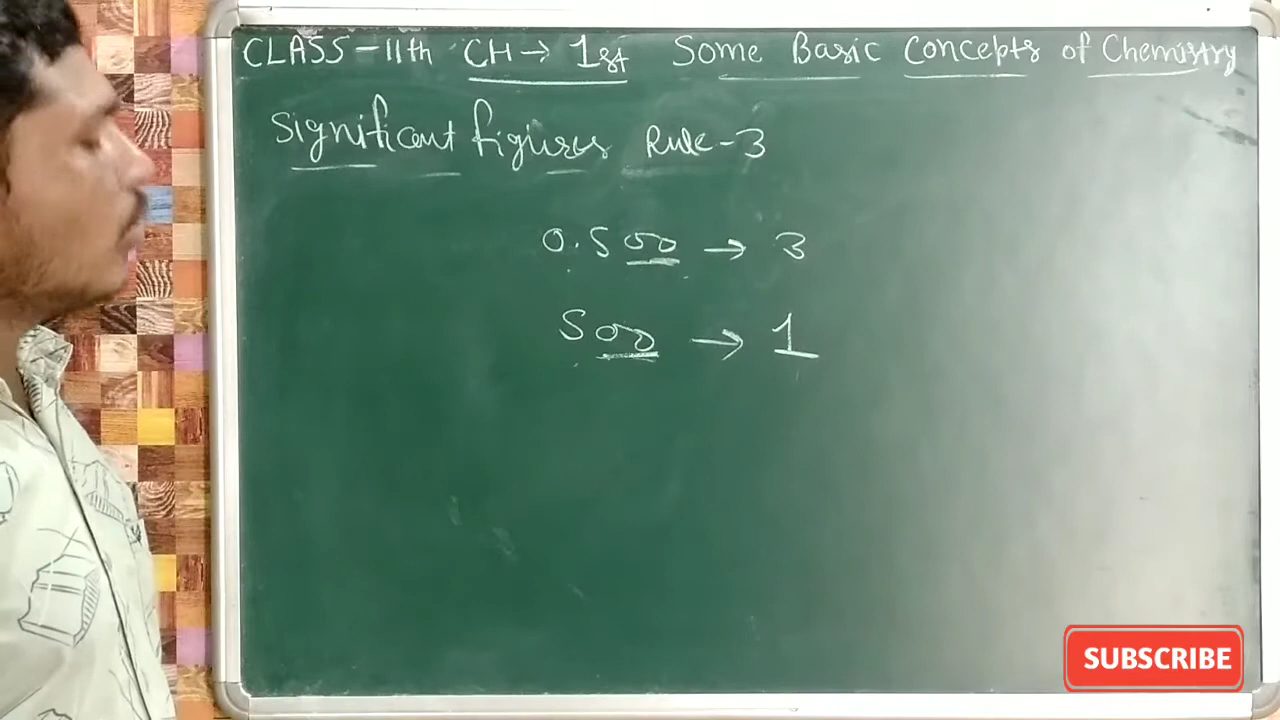 CLASS-11th CH→ 1st Some Basic Concepts of Chemistry
Significant figures Rule-3
0.500 → 3
500 → 1
SUBSCRIBE